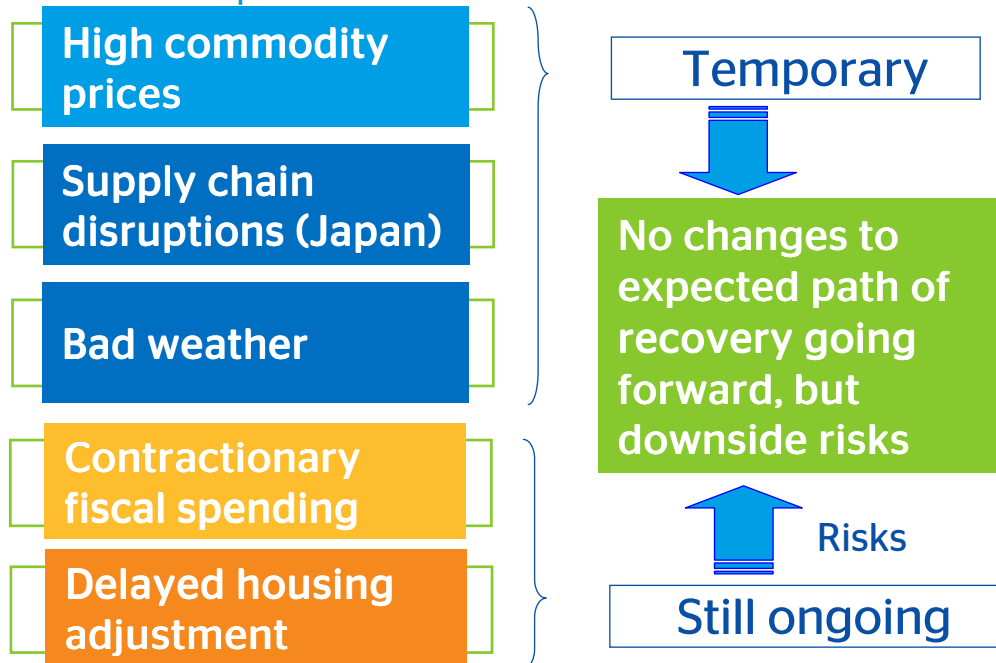 High commodity
prices
Supply chain
disruptions (Japan)
Bad weather
Contractionary
fiscal spending
Delayed housing
adjustment
Temporary
No changes to
expected path of
recovery going
forward, but
downside risks
Risks
Still ongoing